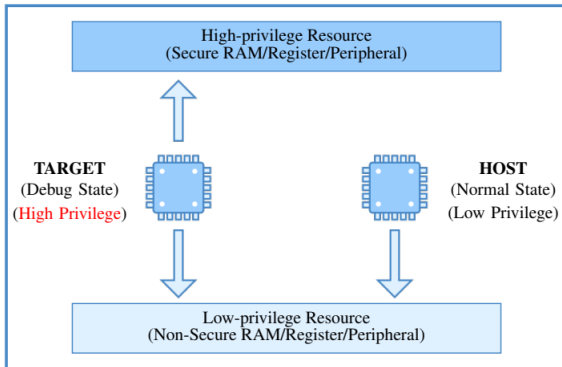 High-privilege Resource
(Secure RAM/Register/Peripheral)
TARGET
(Debug State)
(High Privilege)
HOST
(Normal State)
(Low Privilege)
Low-privilege Resource
(Non-Secure RAM/Register/Peripheral)